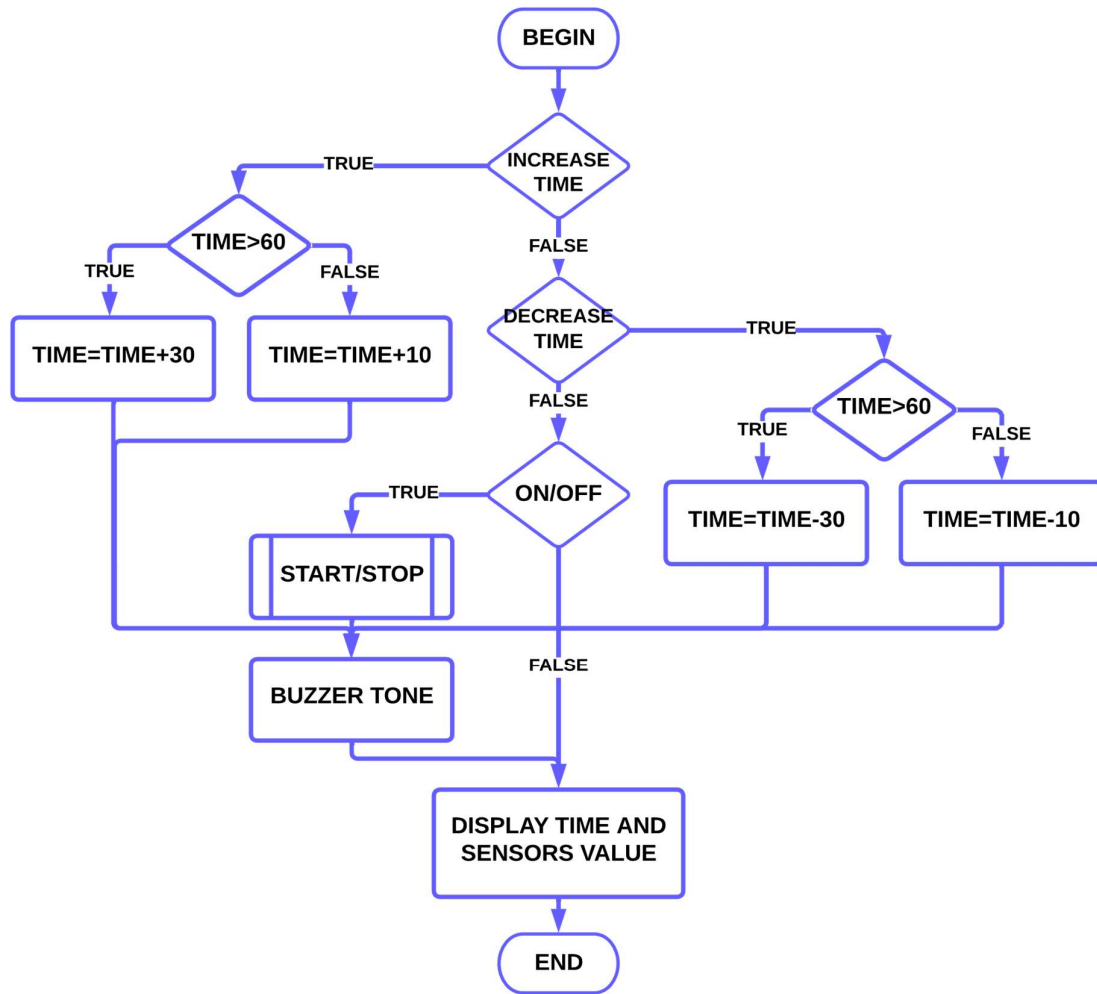 BEGIN
INCREASE
TIME
TRUE
TIME>60
FALSE
TRUE
FALSE
DECREASE
TIME
TRUE
TIME=TIME+30
TIME=TIME+10
FALSE
TIME>60
TRUE
FALSE
TRUE
ON/OFF
TIME=TIME-30
TIME=TIME-10
START/STOP
FALSE
BUZZER TONE
DISPLAY TIME AND
SENSORS VALUE
END